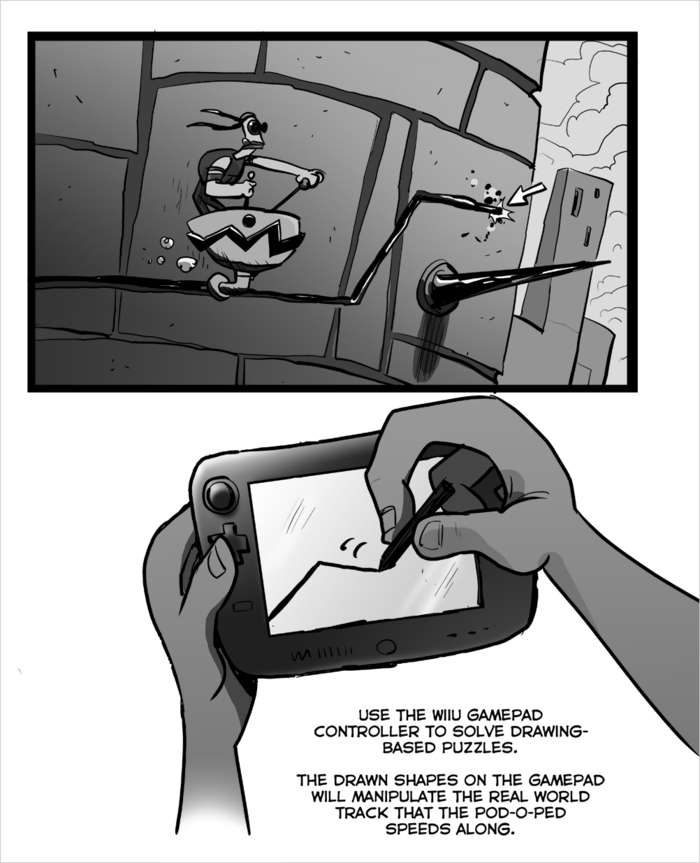 USE THE WIIU GAMEPAD
CONTROLLER TO SOLVE DRAWING-
BASED PUZZLES.
THE DRAWN SHAPES ON THE GAMEPAD
WILL MANIPULATE THE REAL WORLD
TRACK THAT THE POD-O-PED
SPEEDS ALONG.